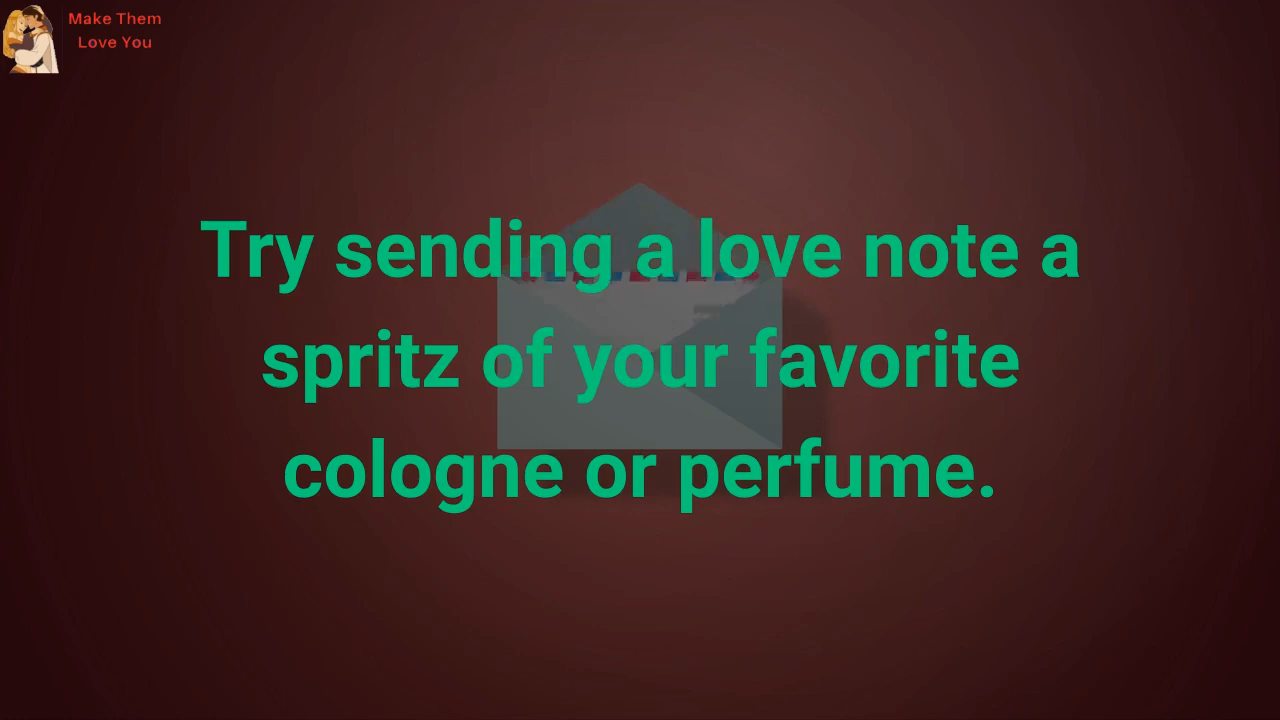 Make Them
Love You
Try sending a love note a
spritz of your favorite
cologne or perfume.